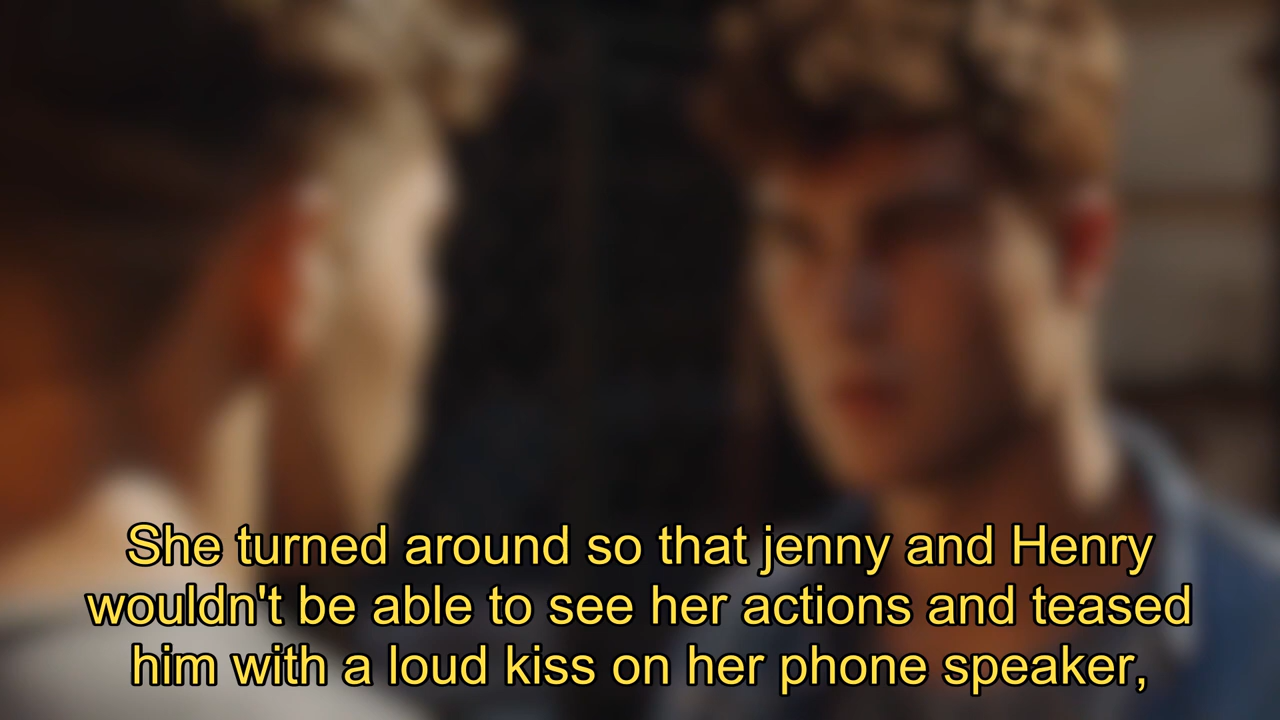 She turned around so that jenny and Henry
wouldn't be able to see her actions and teased
him with a loud kiss on her phone speaker,